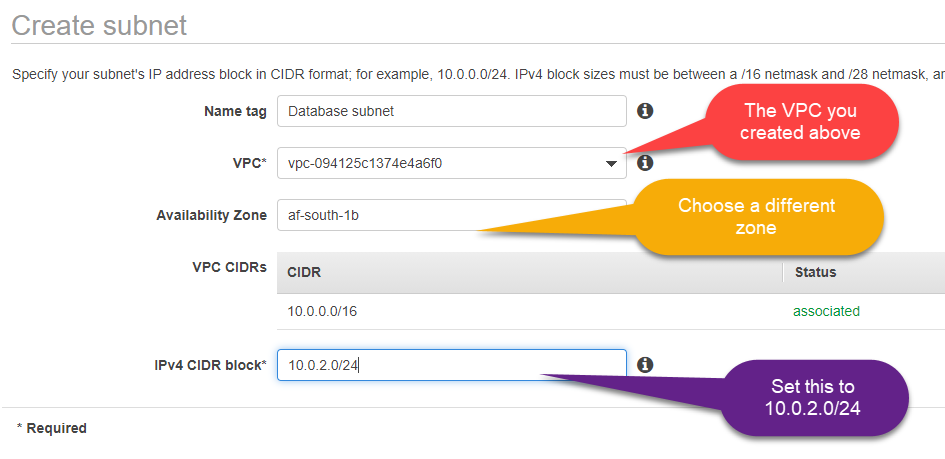 Create subnet
Specify your subnet's IP address block in CIDR format; for example, 10.0.0.0/24. IPv4 block sizes must be between a /16 netmask and /28 netmask,
Name tag
Database subnet
The VPC you
created above
VPC*
vpc-094125c1374e4a6f0
Availability Zone
af-south-1b
Choose a different
zone
VPC CIDRs
CIDR
Status
10.0.0.0/16
associated
IPv4 CIDR block*
10.0.2.0/24
Set this to
10.0.2.0/24
* Required